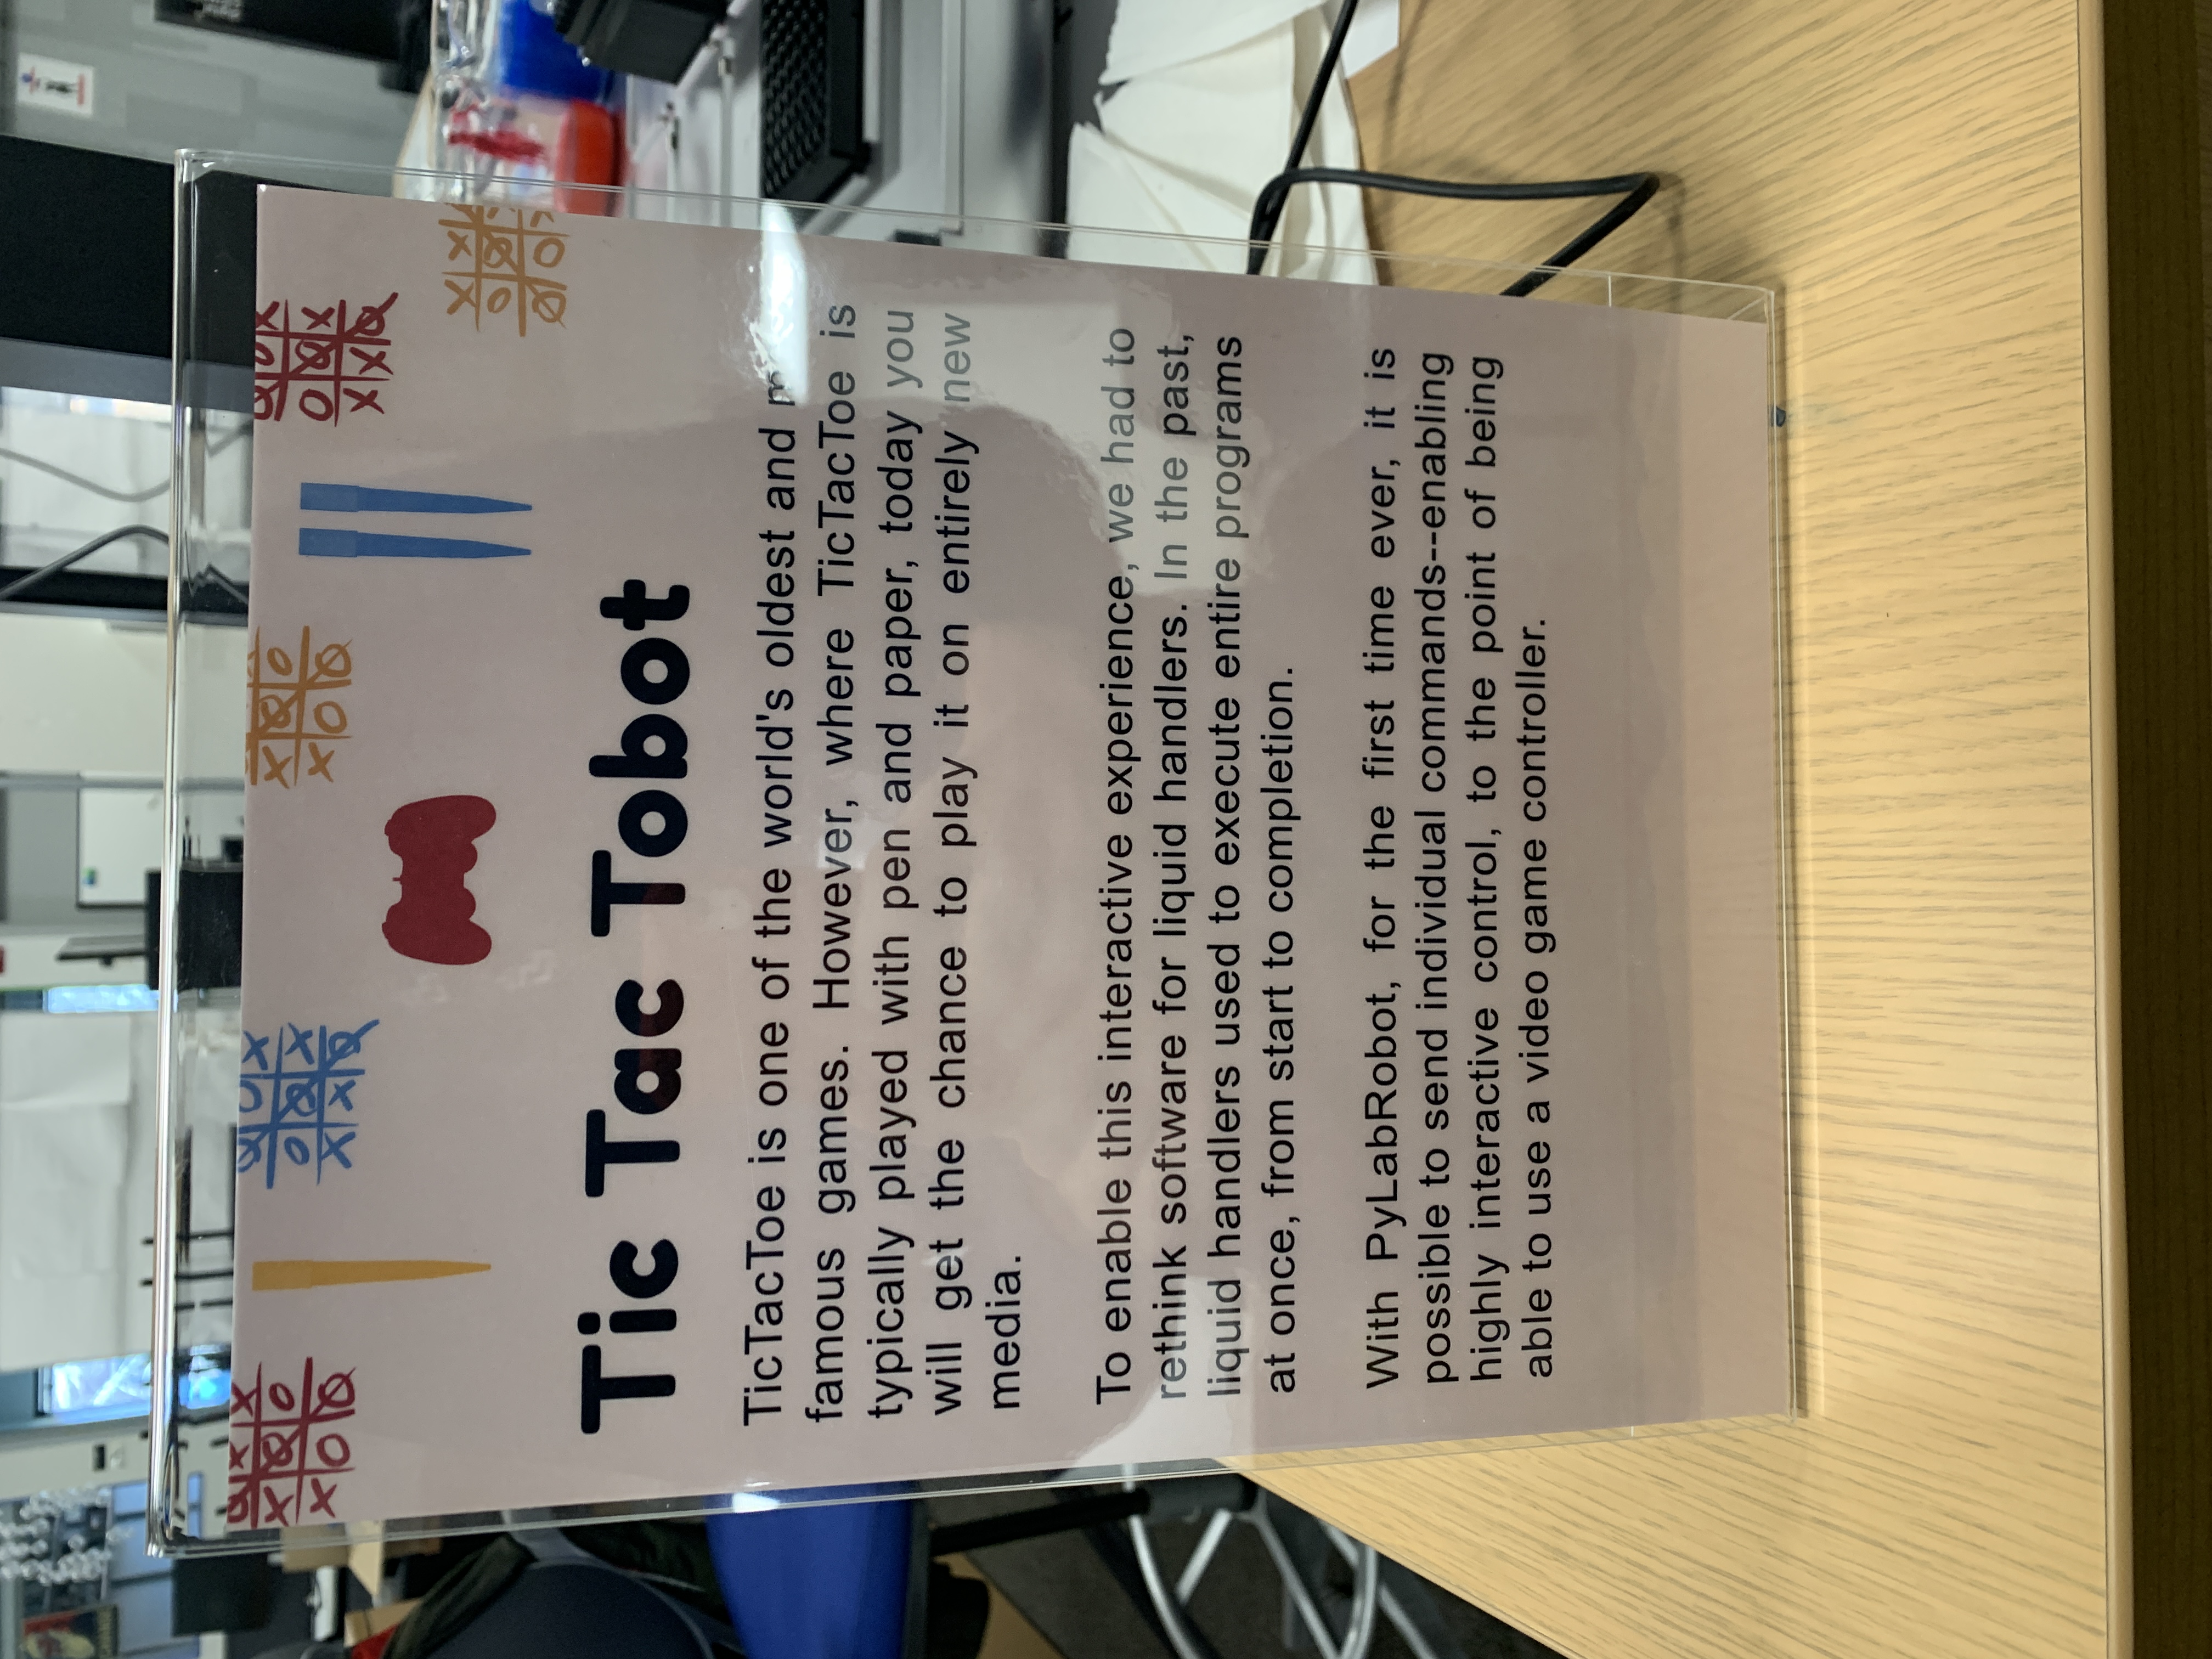 Tic Tac Tobot
TicTacToe is one of the world's oldest and
famous games. However, where TicTacToe is
typically played with pen and paper, today you
will get the chance to play it on entirely new
media.
To enable this interactive experience, we had to
rethink software for liquid handlers. In the past,
liquid handlers used to execute entire programs
at once, from start to completion.
With PyLabRobot, for the first time ever, it is
possible to send individual commands--enabling
highly interactive control, to the point of being
able to use a video game controller.